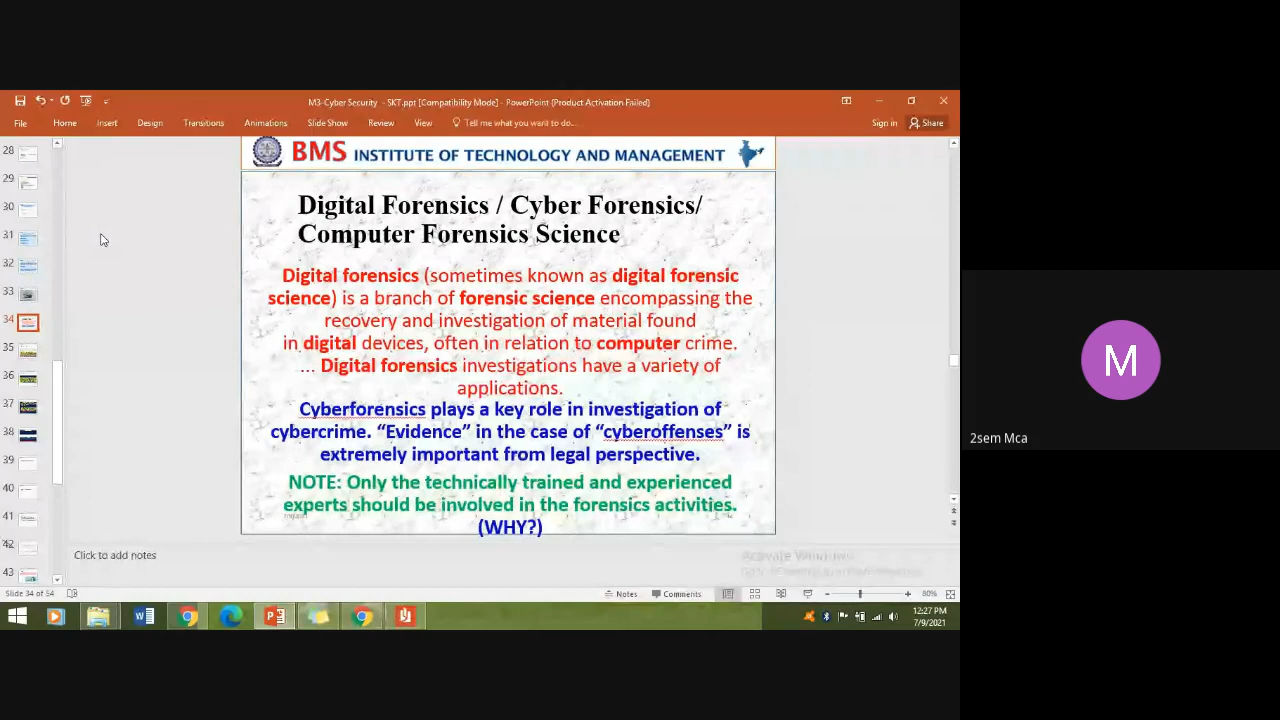 M3-Cyber Security - SKT.ppt [Compatibility Mode] - PowerPoint (Product Activation Failed)
File Home Insert Design Transitions Animations Slide Show Review View Tell me what you want to do... Sign in Share
28
29
30
31
32
33
34
35
36
37
38
39
40
41
42
43
BMS INSTITUTE OF TECHNOLOGY AND MANAGEMENT
Digital Forensics / Cyber Forensics/
Computer Forensics Science
Digital forensics (sometimes known as digital forensic
science) is a branch of forensic science encompassing the
recovery and investigation of material found
in digital devices, often in relation to computer crime.
... Digital forensics investigations have a variety of
applications.
Cyberforensics plays a key role in investigation of
cybercrime. “Evidence” in the case of “cyberoffenses” is
extremely important from legal perspective.
NOTE: Only the technically trained and experienced
experts should be involved in the forensics activities.
(WHY?)
Click to add notes
Activate Windows
Slide 34 of 54 Notes Comments 80%
12:27 PM
7/9/2021
M
2sem Mca